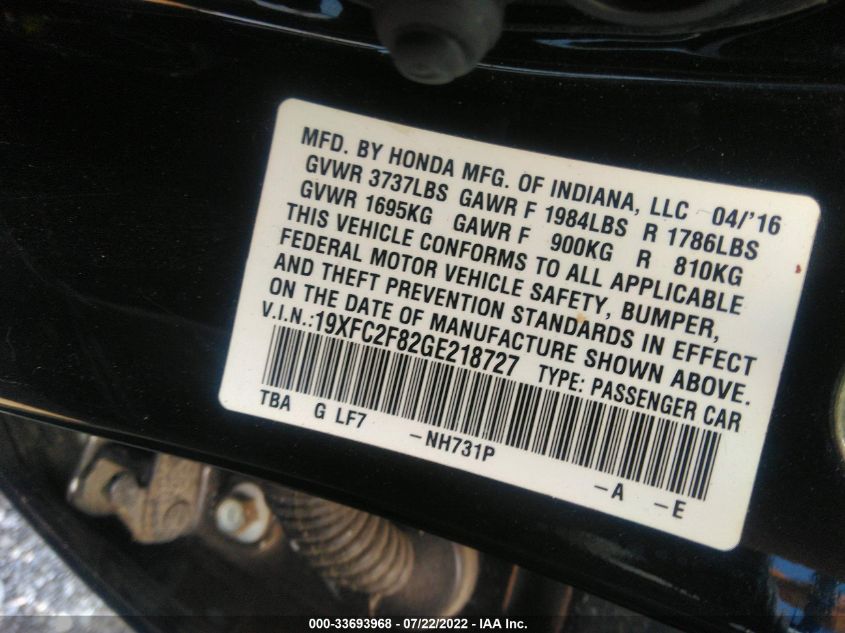 MFD. BY HONDA MFG. OF INDIANA, LLC 04/'16
GVWR 3737LBS GAWR F 1984LBS R 1786LBS
GVWR 1695KG GAWR F 900KG R 810KG
THIS VEHICLE CONFORMS TO ALL APPLICABLE
FEDERAL MOTOR VEHICLE SAFETY, BUMPER,
AND THEFT PREVENTION STANDARDS IN EFFECT
ON THE DATE OF MANUFACTURE SHOWN ABOVE.
V.I.N.:19XFC2F82GE218727 TYPE: PASSENGER CAR
TBA G LF7 -NH731P -A -E
000-33693968 - 07/22/2022 - IAA Inc.